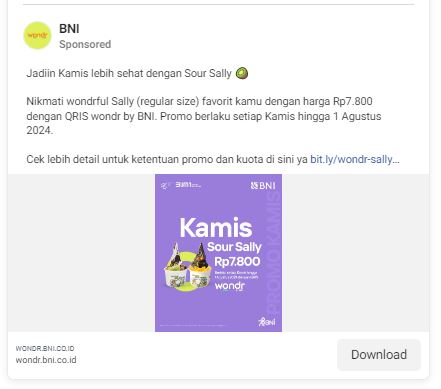 wondr
BNI
Sponsored
Jadiin Kamis lebih sehat dengan Sour Sally 🥝
Nikmati wondrful Sally (regular size) favorit kamu dengan harga Rp7.800
dengan QRIS wondr by BNI. Promo berlaku setiap Kamis hingga 1 Agustus
2024.
Cek lebih detail untuk ketentuan promo dan kuota di sini ya bit.ly/wondr-sally...
BNI
Kamis
Sour Sally
Rp7.800
wondr
PROMO KAMIS
BNI
WONDR.BNI.CO.ID
wondr.bni.co.id
Download